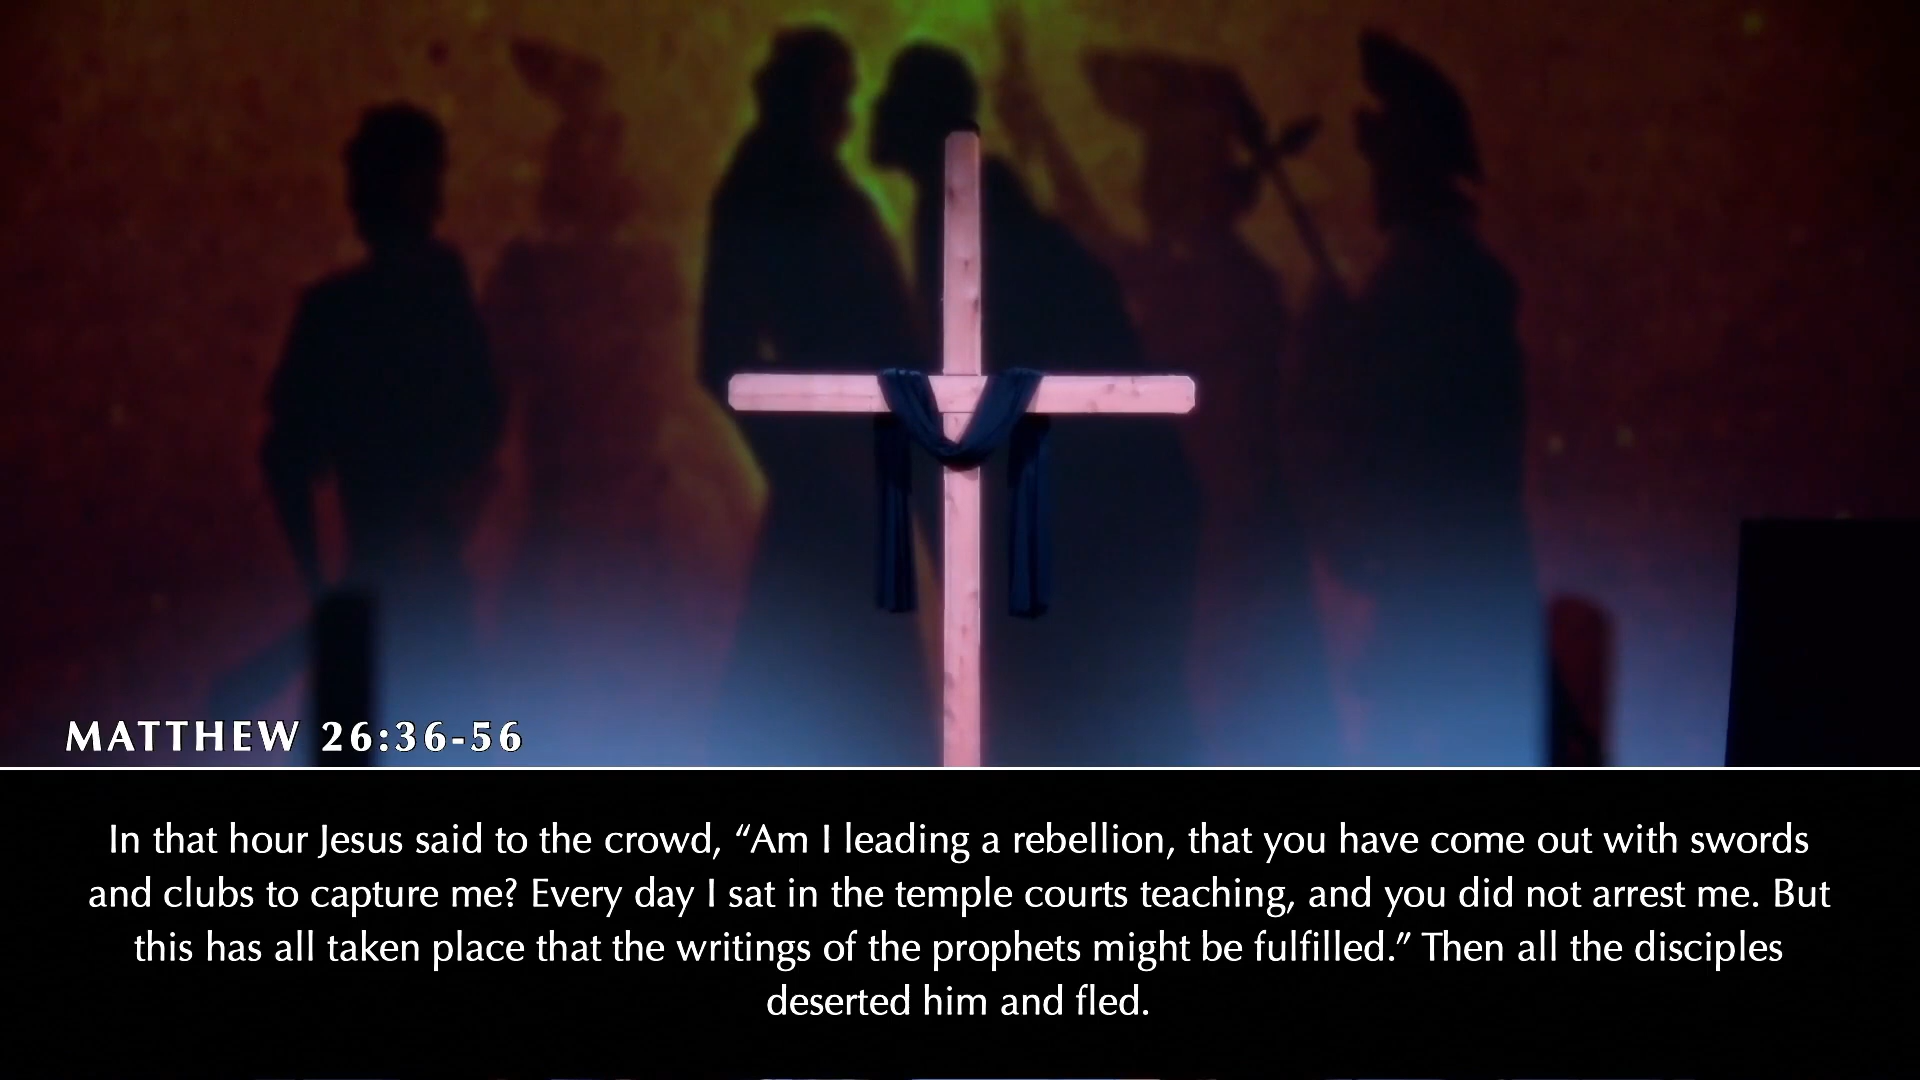 MATTHEW 26:36-56
In that hour Jesus said to the crowd, “Am I leading a rebellion, that you have come out with swords
and clubs to capture me? Every day I sat in the temple courts teaching, and you did not arrest me. But
this has all taken place that the writings of the prophets might be fulfilled.” Then all the disciples
deserted him and fled.